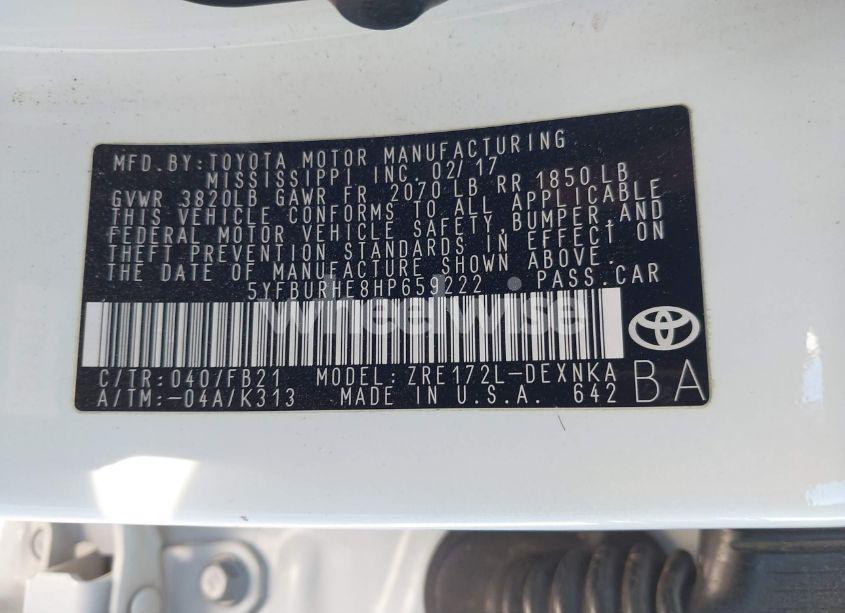 MFD. BY: TOYOTA MOTOR MANUFACTURING
MISSISSIPPI INC. 02/17
GVWR 3820LB GAWR FR 2070 LB RR 1850 LB
THIS VEHICLE CONFORMS TO ALL APPLICABLE
FEDERAL MOTOR VEHICLE SAFETY, BUMPER, AND
THEFT PREVENTION STANDARDS IN EFFECT ON
THE DATE OF MANUFACTURE SHOWN ABOVE.
5YFBURHE8HP659222 PASS. CAR
wheelwise
C/TR: 040/FB21 MODEL: ZRE172L-DEXNKA
A/TM: -04A/K313 MADE IN U.S.A. 642
BA